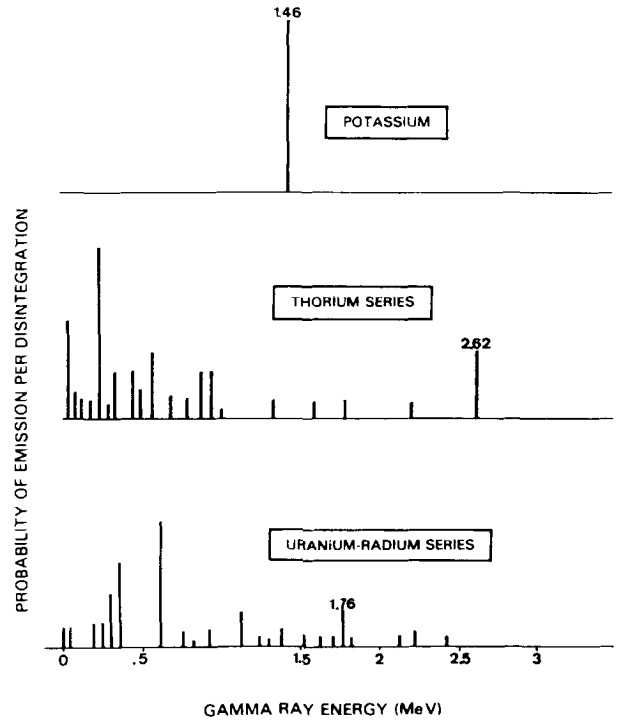 1.46
POTASSIUM
PROBABILITY OF EMISSION PER DISINTEGRATION
THORIUM SERIES
2.62
URANIUM-RADIUM SERIES
1.76
0 .5 1.5 2 2.5 3
GAMMA RAY ENERGY (MeV)